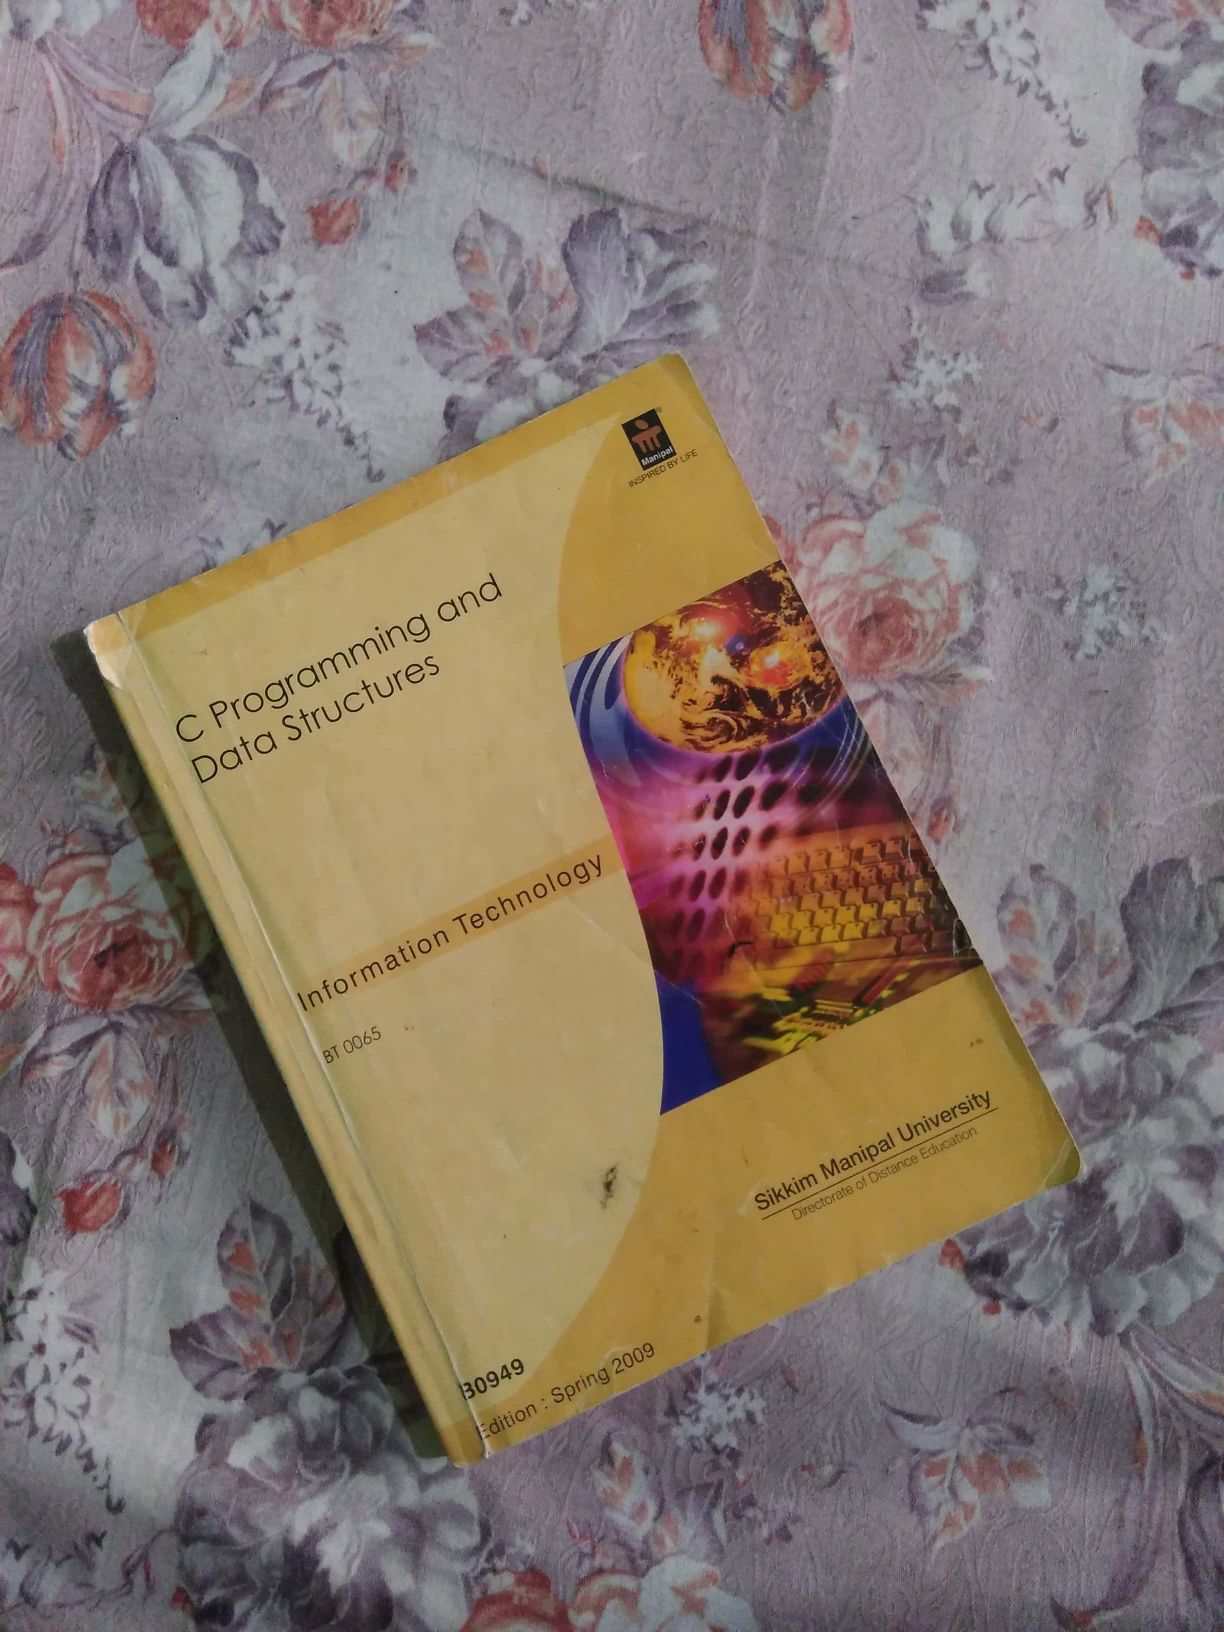 Manipal
INSPIRED BY LIFE
C Programming and
Data Structures
Information Technology
BT 0065
Sikkim Manipal University
Directorate of Distance Education
B0949
Edition : Spring 2009